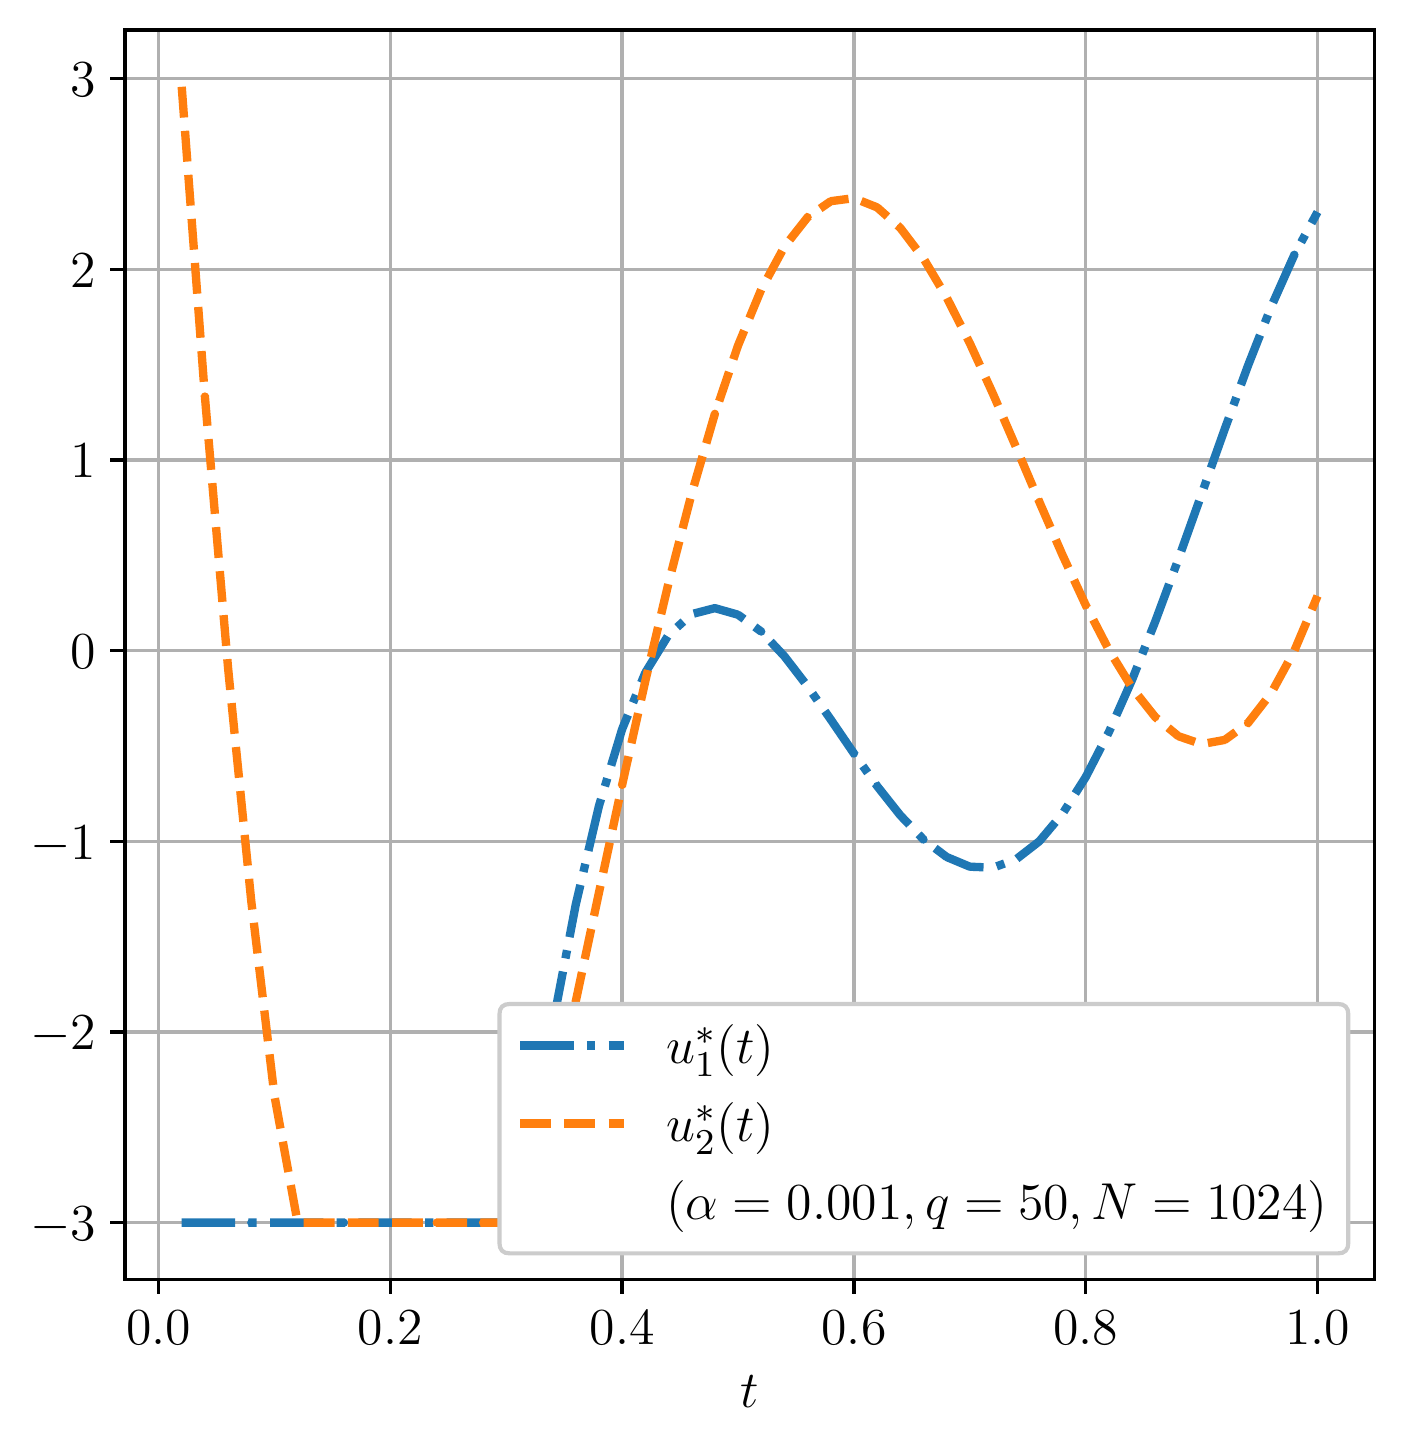 3
2
1
0
−1
−2
−3
u₁*(t)
u₂*(t)
(α = 0.001, q = 50, N = 1024)
0.0 0.2 0.4 0.6 0.8 1.0
t